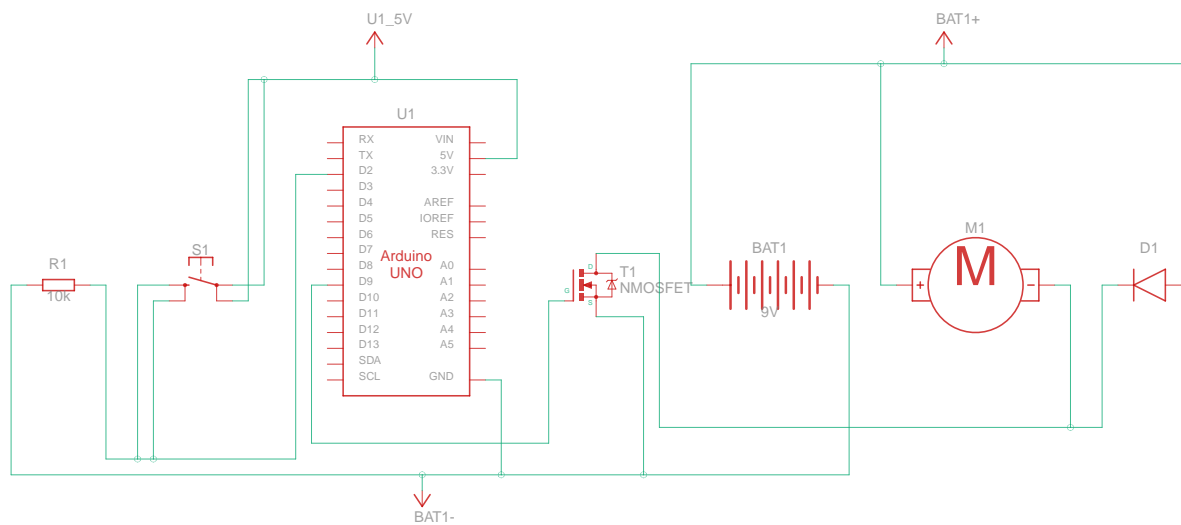 U1_5V
BAT1+
U1
RX
VIN
TX
5V
D2
3.3V
D3
D4
AREF
D5
IOREF
D6
RES
D7
D8
A0
D9
A1
D10
A2
D11
A3
D12
A4
D13
A5
SDA
SCL
GND
Arduino
UNO
S1
R1
10k
D
G
S
T1
NMOSFET
BAT1
9V
M1
M
+
-
D1
BAT1-